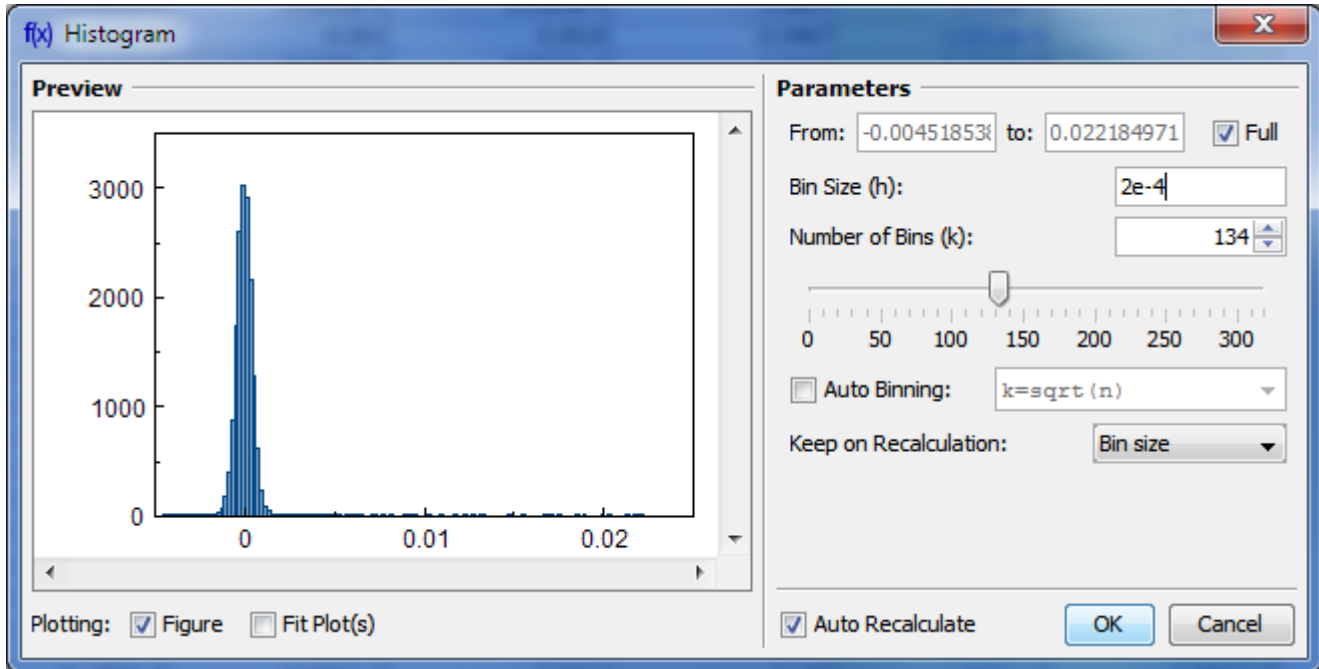 f(x) Histogram
Preview
3000
2000
1000
0
0 0.01 0.02
Plotting: Figure Fit Plot(s)
Parameters
From: -0.004518538 to: 0.022184971 Full
Bin Size (h): 2e-4
Number of Bins (k): 134
0 50 100 150 200 250 300
Auto Binning: k=sqrt(n)
Keep on Recalculation: Bin size
Auto Recalculate OK Cancel